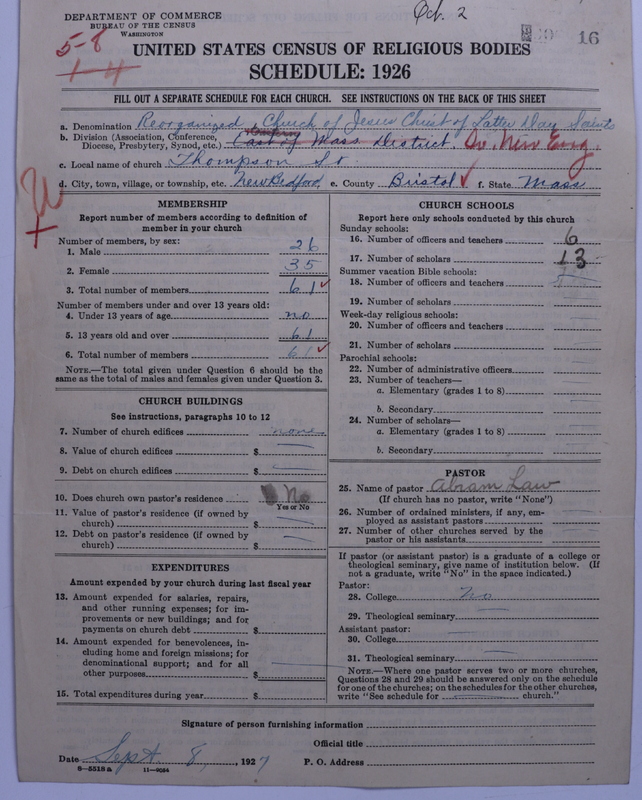 DEPARTMENT OF COMMERCE
BUREAU OF THE CENSUS
WASHINGTON
Oct. 2
16
5-8
1-4
UNITED STATES CENSUS OF RELIGIOUS BODIES
SCHEDULE: 1926
FILL OUT A SEPARATE SCHEDULE FOR EACH CHURCH. SEE INSTRUCTIONS ON THE BACK OF THIS SHEET
a. Denomination Reorganized Church of Jesus Christ of Latter Day Saints
b. Division (Association, Conference, Diocese, Presbytery, Synod, etc.) East of Mass District. So. New Eng
c. Local name of church Thompson St
d. City, town, village, or township, etc. New Bedford, e. County Bristol f. State Mass
MEMBERSHIP
Report number of members according to definition of member in your church
Number of members, by sex:
1. Male 26
2. Female 35
3. Total number of members 61
Number of members under and over 13 years old:
4. Under 13 years of age no
5. 13 years old and over 61
6. Total number of members 61
NOTE.—The total given under Question 6 should be the same as the total of males and females given under Question 3.
CHURCH BUILDINGS
See instructions, paragraphs 10 to 12
7. Number of church edifices none
8. Value of church edifices $
9. Debt on church edifices $
10. Does church own pastor's residence No
Yes or No
11. Value of pastor's residence (if owned by church) $
12. Debt on pastor's residence (if owned by church) $
EXPENDITURES
Amount expended by your church during last fiscal year
13. Amount expended for salaries, repairs, and other running expenses; for improvements or new buildings; and for payments on church debt $
14. Amount expended for benevolences, including home and foreign missions; for denominational support; and for all other purposes $
15. Total expenditures during year $
CHURCH SCHOOLS
Report here only schools conducted by this church
Sunday schools:
16. Number of officers and teachers 6
17. Number of scholars 13
Summer vacation Bible schools:
18. Number of officers and teachers
19. Number of scholars
Week-day religious schools:
20. Number of officers and teachers
21. Number of scholars
Parochial schools:
22. Number of administrative officers
23. Number of teachers—
a. Elementary (grades 1 to 8)
b. Secondary
24. Number of scholars—
a. Elementary (grades 1 to 8)
b. Secondary
PASTOR
25. Name of pastor Abram Law
(If church has no pastor, write "None")
26. Number of ordained ministers, if any, employed as assistant pastors
27. Number of other churches served by the pastor or his assistants
If pastor (or assistant pastor) is a graduate of a college or theological seminary, give name of institution below. (If not a graduate, write "No" in the space indicated.)
Pastor:
28. College no
29. Theological seminary
Assistant pastor:
30. College
31. Theological seminary
NOTE.—Where one pastor serves two or more churches, Questions 28 and 29 should be answered only on the schedule for one of the churches; on the schedules for the other churches, write "See schedule for church."
Signature of person furnishing information
Official title
Date Sept. 8, 1927 P. O. Address
8-5518a 11-9034